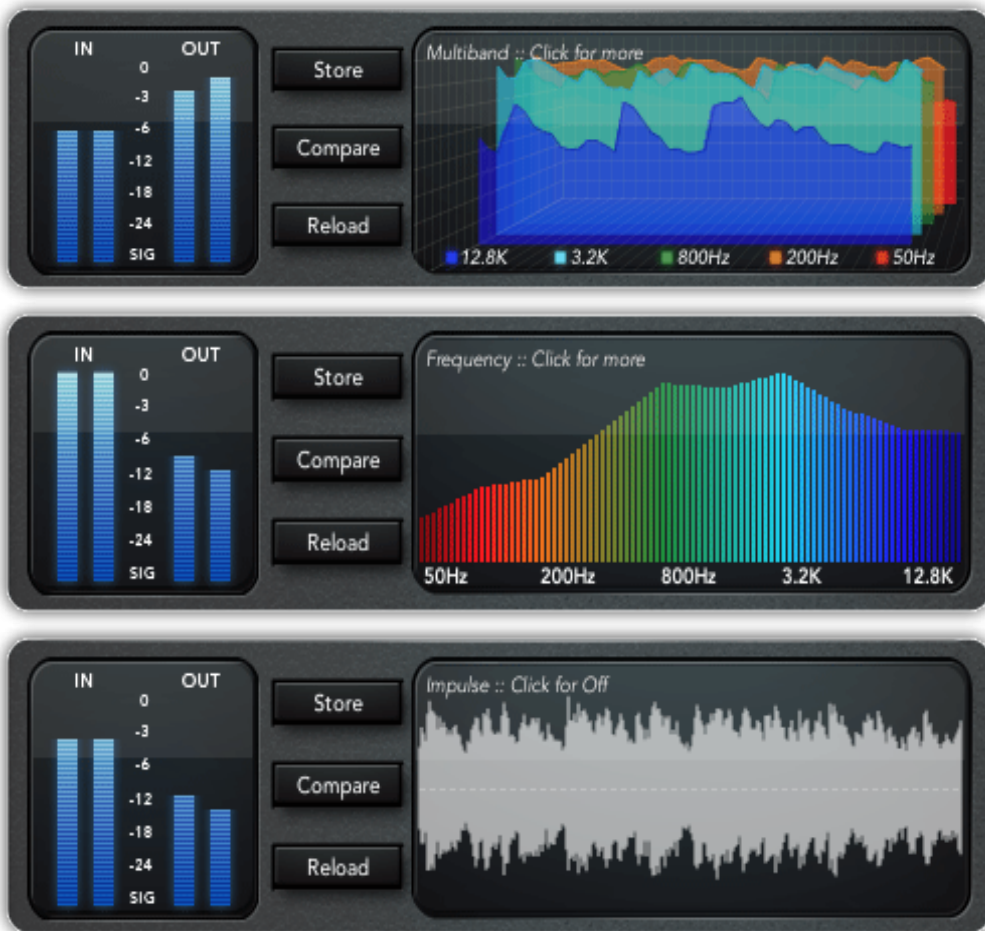 IN OUT
0
-3
-6
-12
-18
-24
SIG
Store
Compare
Reload
Multiband :: Click for more
12.8K 3.2K 800Hz 200Hz 50Hz
IN OUT
0
-3
-6
-12
-18
-24
SIG
Store
Compare
Reload
Frequency :: Click for more
50Hz 200Hz 800Hz 3.2K 12.8K
IN OUT
0
-3
-6
-12
-18
-24
SIG
Store
Compare
Reload
Impulse :: Click for Off